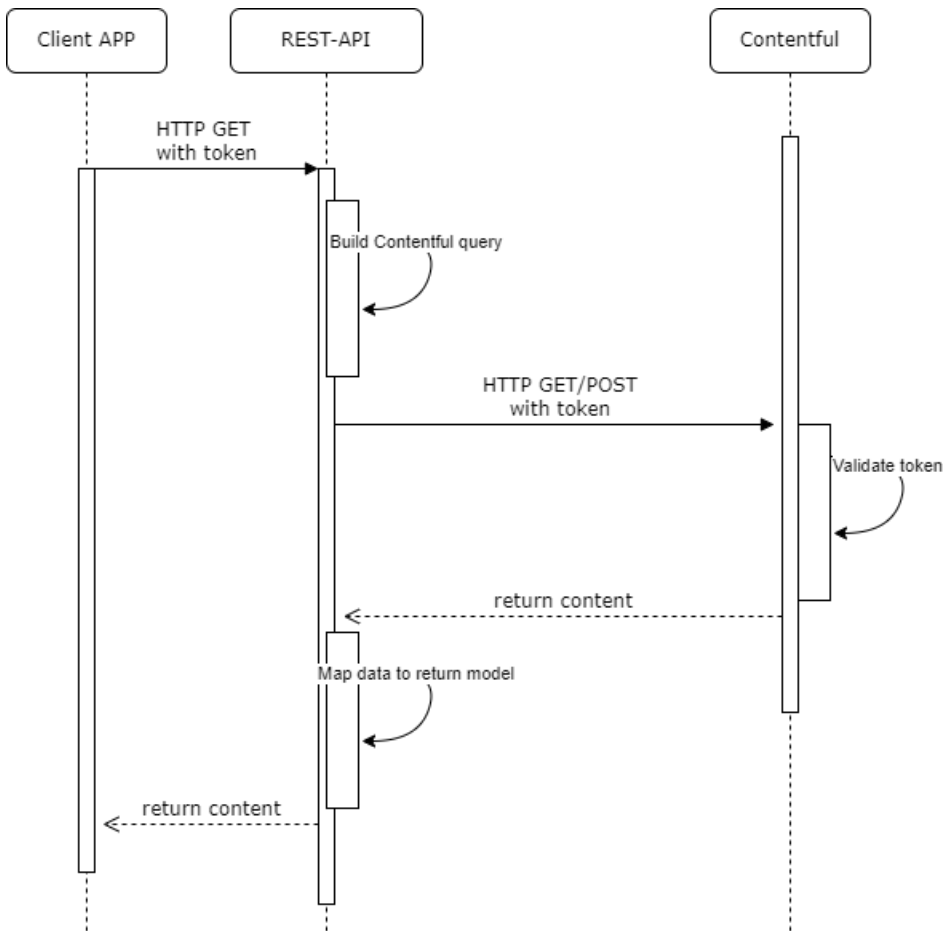 Client APP
REST-API
Contentful
HTTP GET
with token
Build Contentful query
HTTP GET/POST
with token
Validate token
return content
Map data to return model
return content